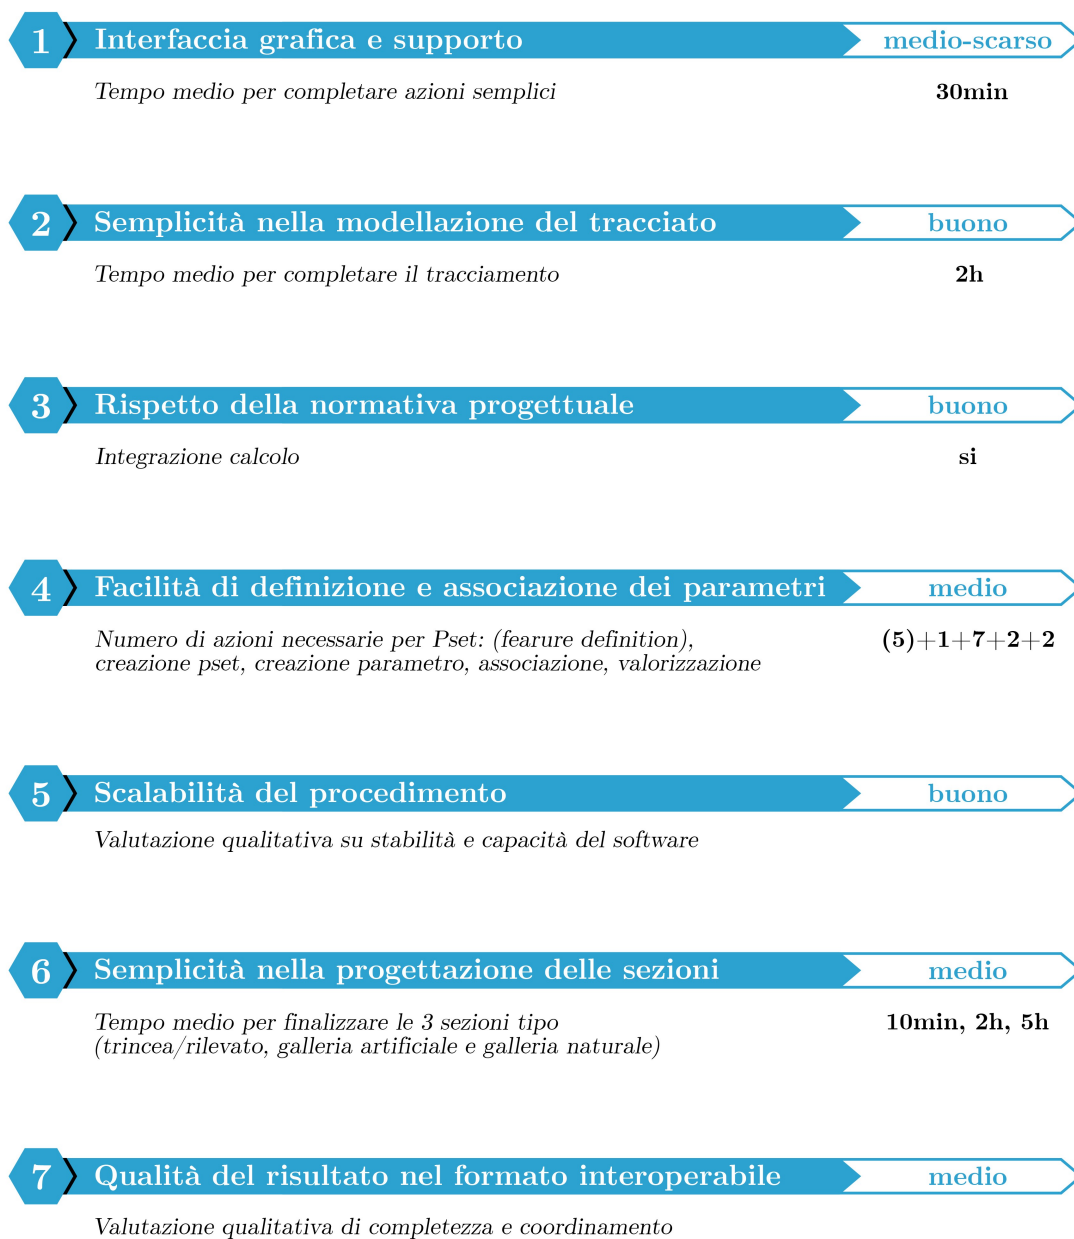 1 Interfaccia grafica e supporto medio-scarso
Tempo medio per completare azioni semplici 30min
2 Semplicità nella modellazione del tracciato buono
Tempo medio per completare il tracciamento 2h
3 Rispetto della normativa progettuale buono
Integrazione calcolo si
4 Facilità di definizione e associazione dei parametri medio
Numero di azioni necessarie per Pset: (fearure definition), (5)+1+7+2+2
creazione pset, creazione parametro, associazione, valorizzazione
5 Scalabilità del procedimento buono
Valutazione qualitativa su stabilità e capacità del software
6 Semplicità nella progettazione delle sezioni medio
Tempo medio per finalizzare le 3 sezioni tipo 10min, 2h, 5h
(trincea/rilevato, galleria artificiale e galleria naturale)
7 Qualità del risultato nel formato interoperabile medio
Valutazione qualitativa di completezza e coordinamento